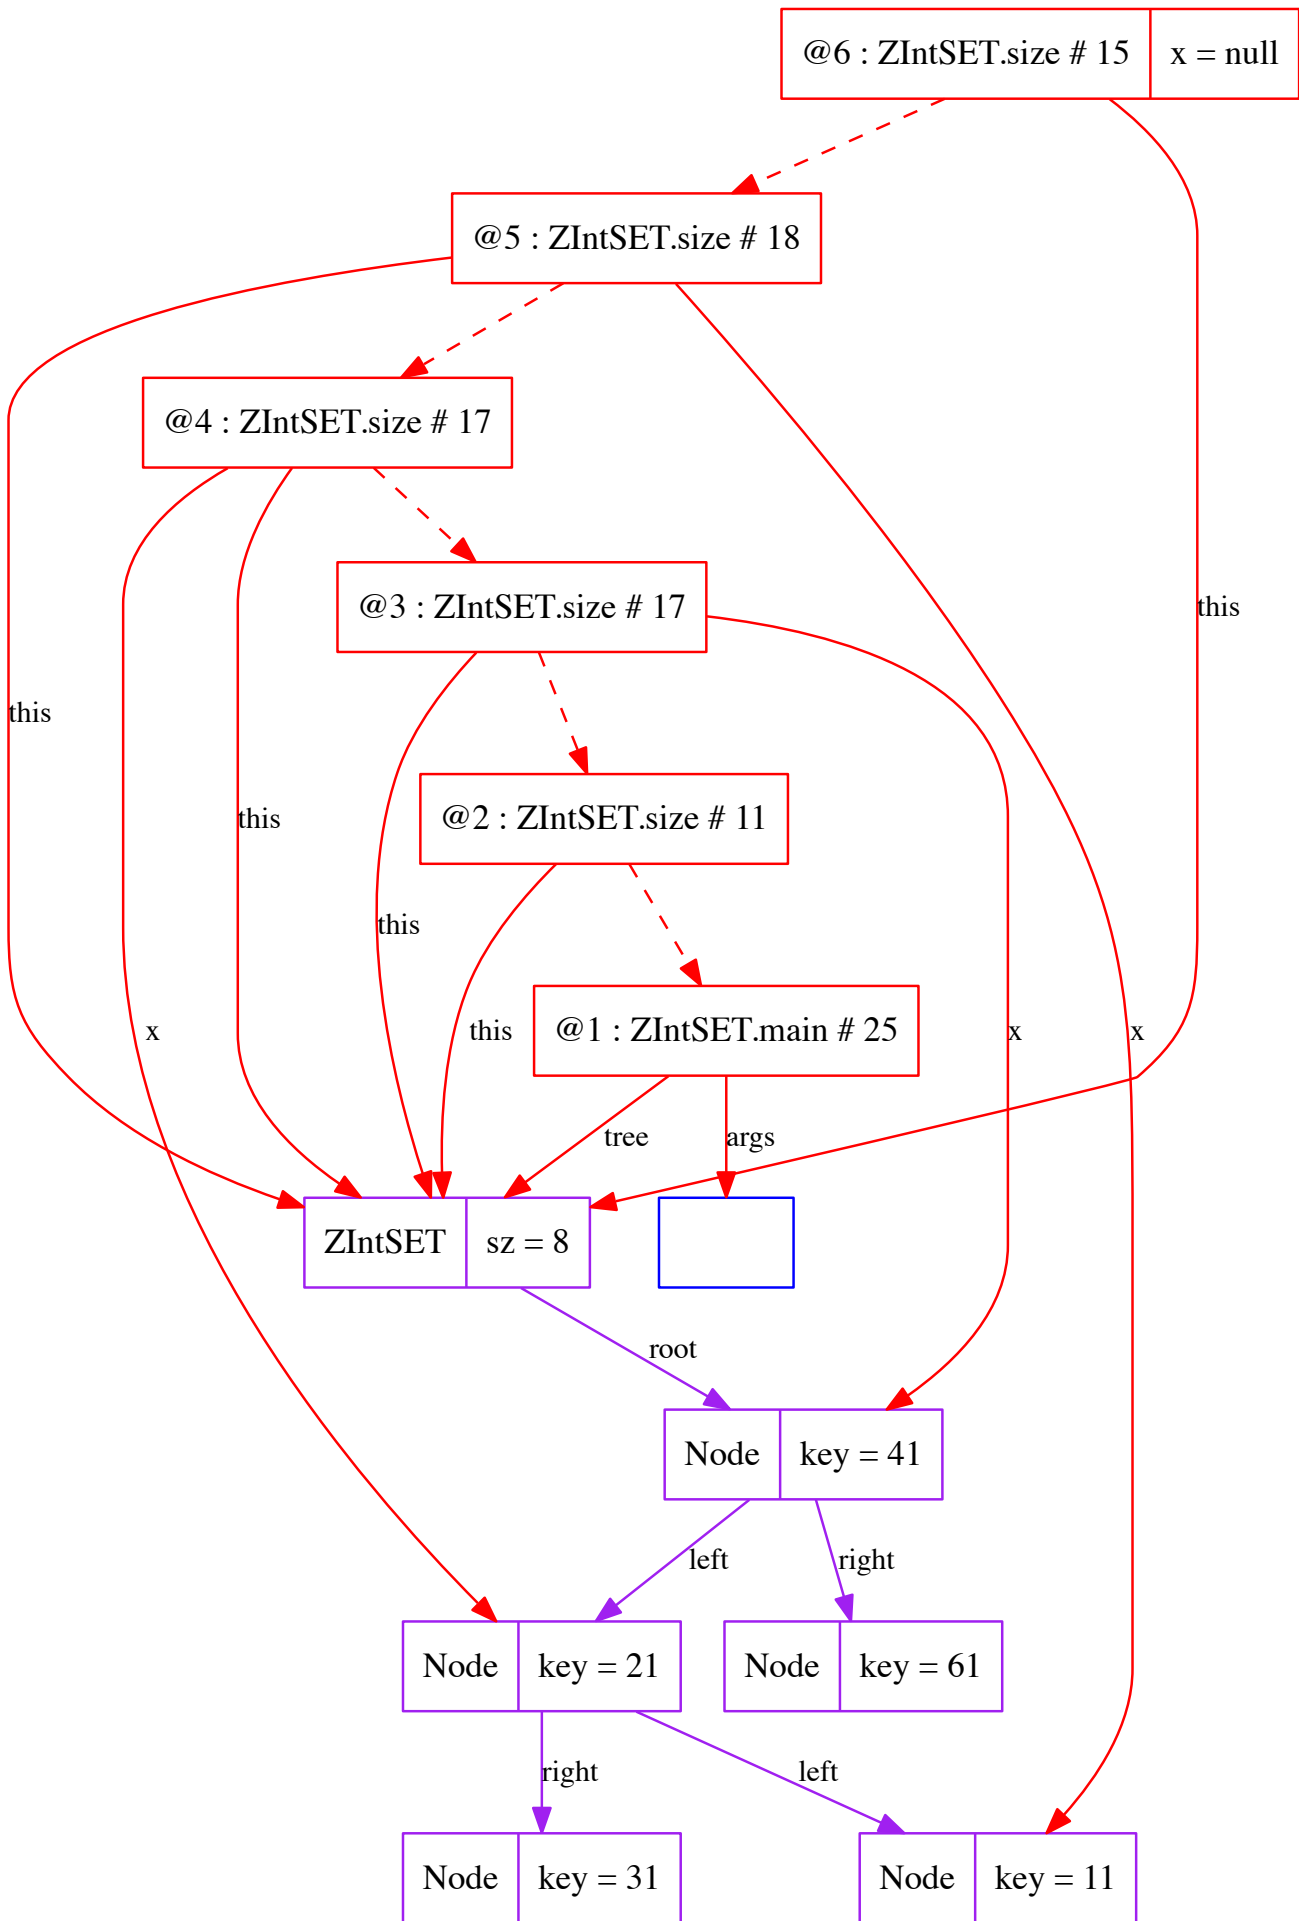 @6 : ZIntSET.size # 15 x = null
@5 : ZIntSET.size # 18
@4 : ZIntSET.size # 17
@3 : ZIntSET.size # 17
this
this
@2 : ZIntSET.size # 11
this
this
x
this
@1 : ZIntSET.main # 25
x
x
tree
args
ZIntSET sz = 8
root
Node key = 41
left
right
Node key = 21
Node key = 61
right
left
Node key = 31
Node key = 11